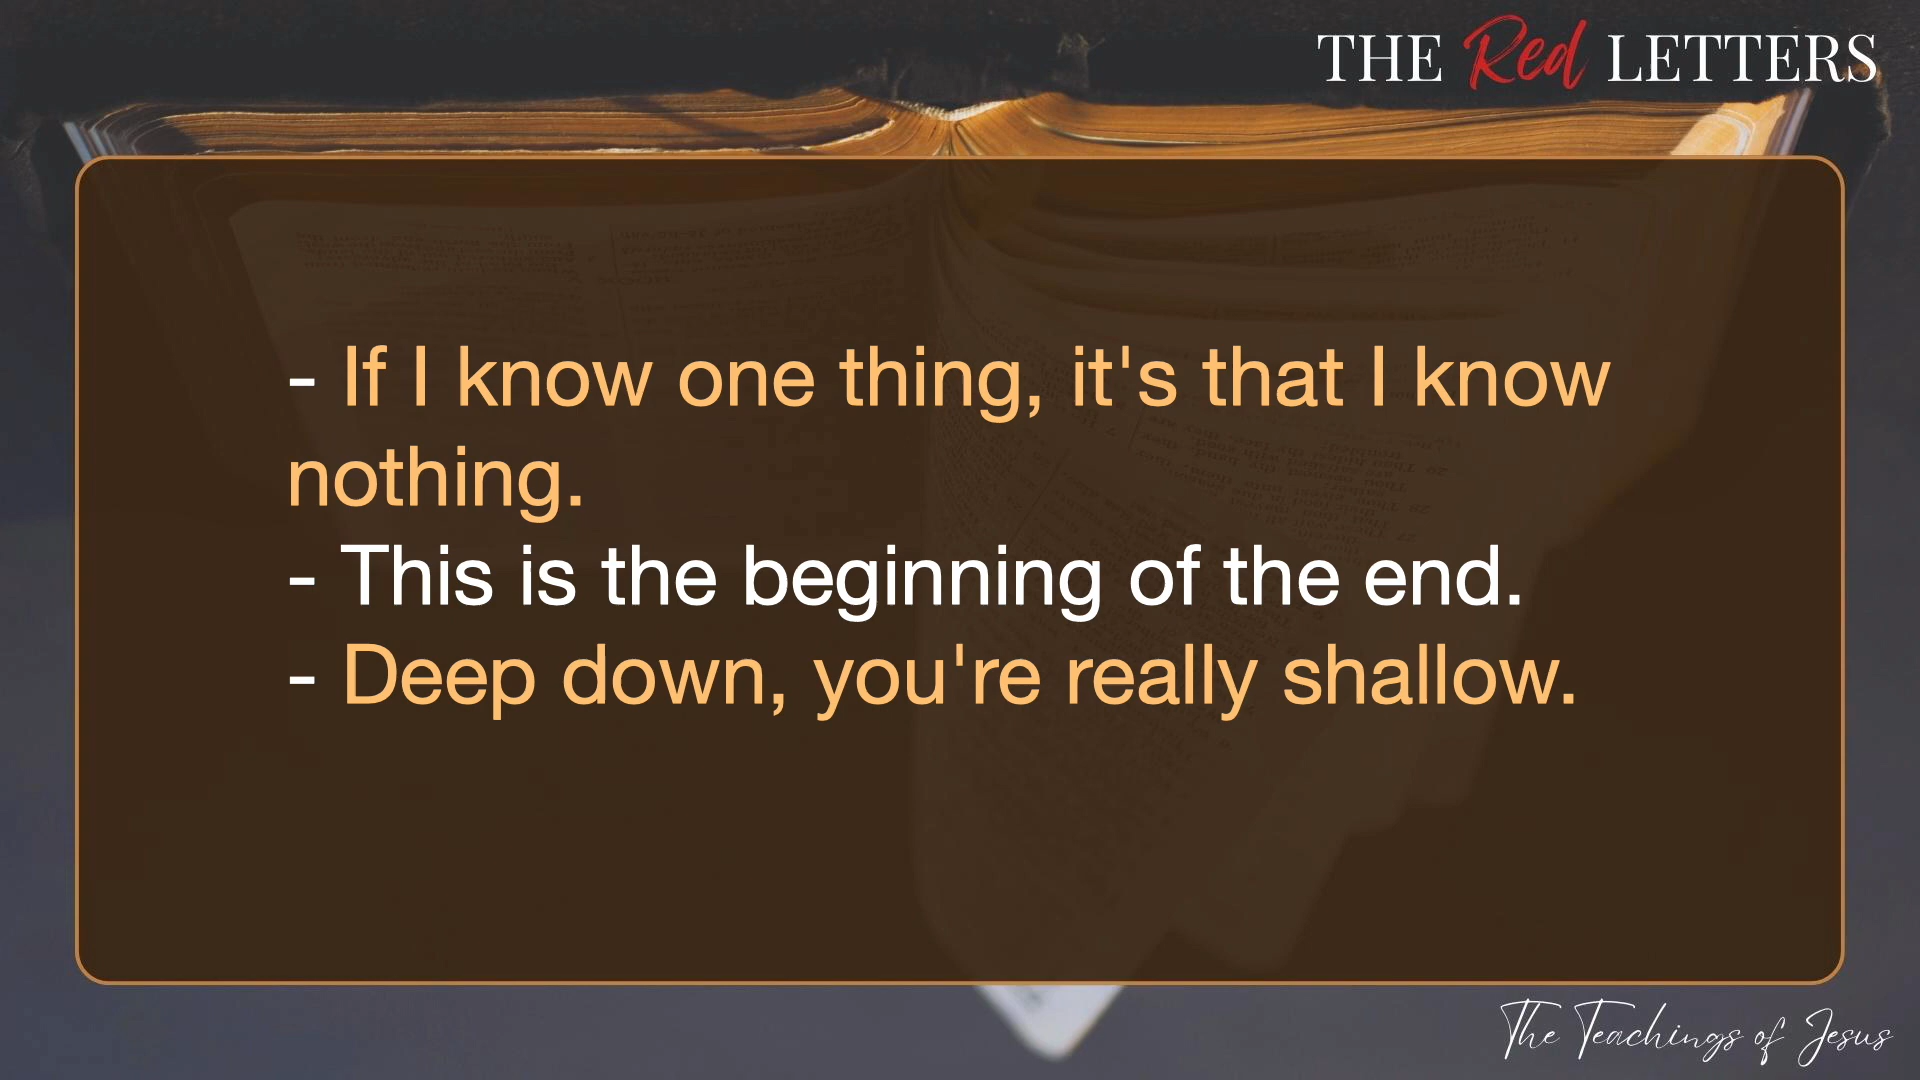 THE Red LETTERS
- If I know one thing, it's that I know
nothing.
- This is the beginning of the end.
- Deep down, you're really shallow.
The Teachings of Jesus